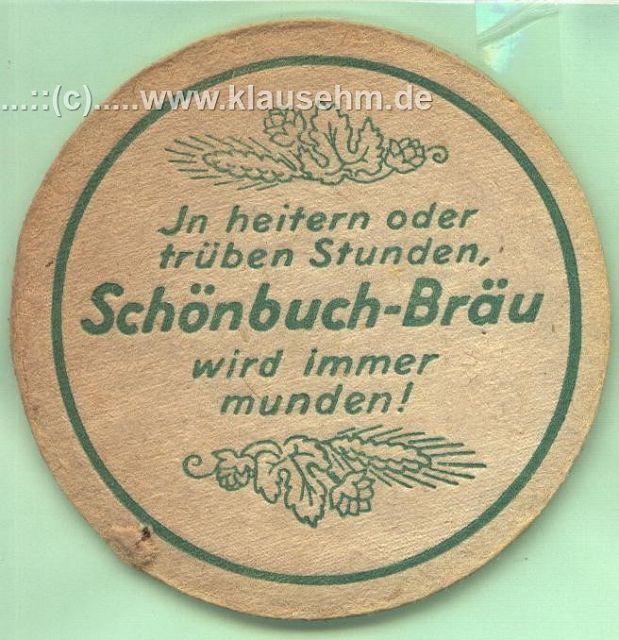 ...::(c).....www.klausehm.de
Jn heitern oder
trüben Stunden,
Schönbuch-Bräu
wird immer
munden!